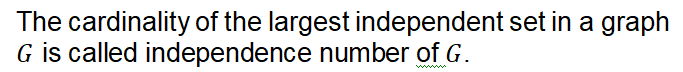 The cardinality of the largest independent set in a graph
G is called independence number of G.